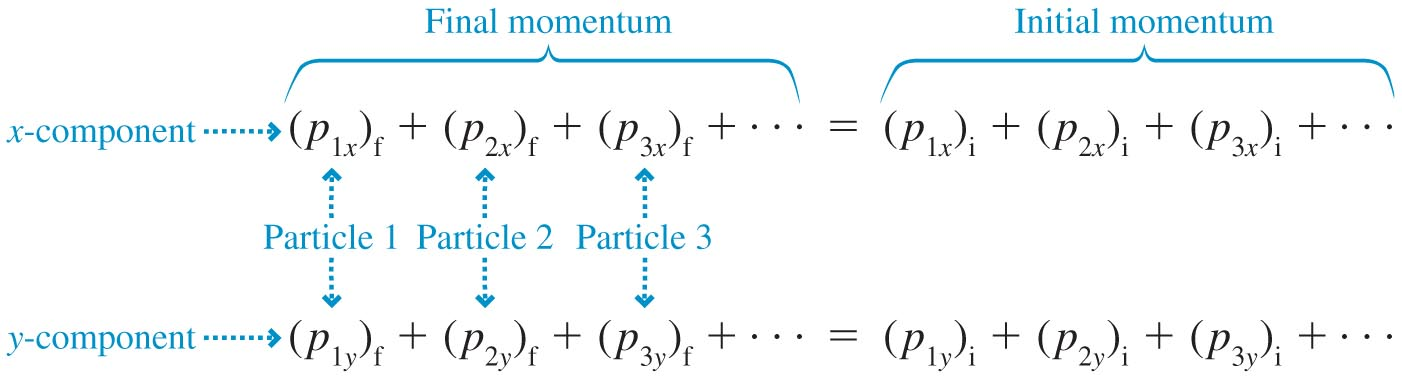 Final momentum Initial momentum
x-component (p₁ₓ)f + (p₂ₓ)f + (p₃ₓ)f + · · · = (p₁ₓ)i + (p₂ₓ)i + (p₃ₓ)i + · · ·
Particle 1 Particle 2 Particle 3
y-component (p₁y)f + (p₂y)f + (p₃y)f + · · · = (p₁y)i + (p₂y)i + (p₃y)i + · · ·